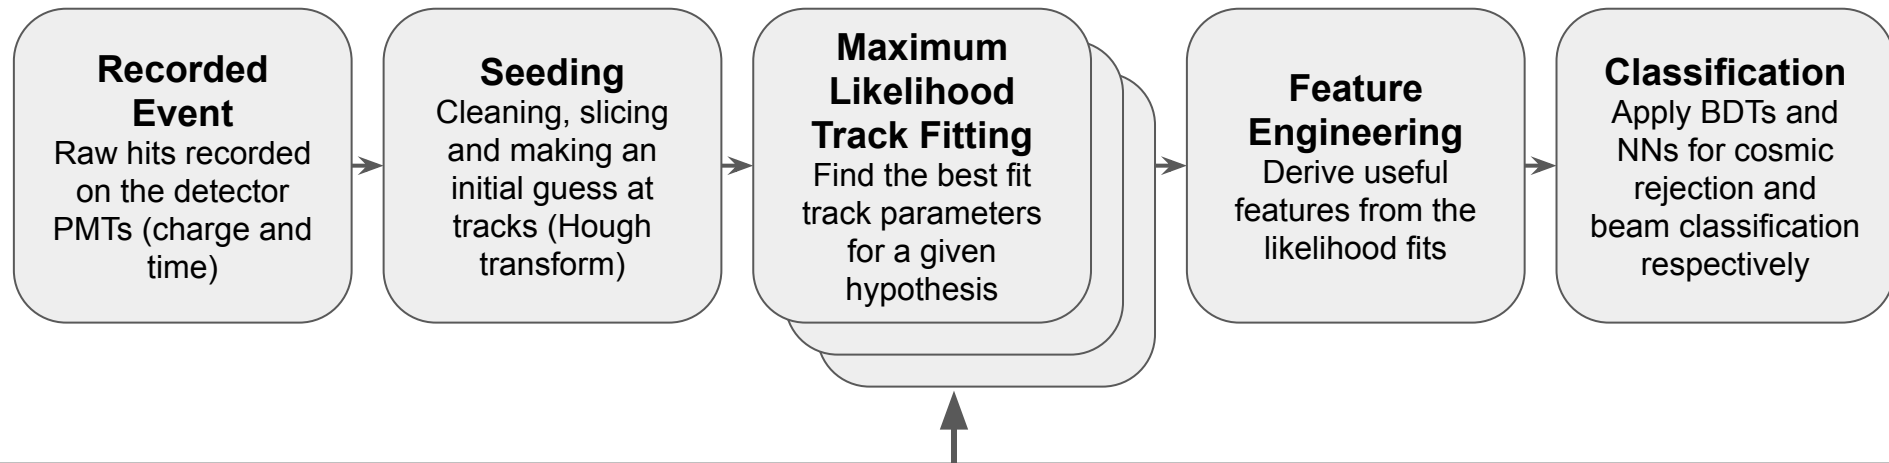 Recorded
Event
Raw hits recorded
on the detector
PMTs (charge and
time)
Seeding
Cleaning, slicing
and making an
initial guess at
tracks (Hough
transform)
Maximum
Likelihood
Track Fitting
Find the best fit
track parameters
for a given
hypothesis
Feature
Engineering
Derive useful
features from the
likelihood fits
Classification
Apply BDTs and
NNs for cosmic
rejection and
beam classification
respectively